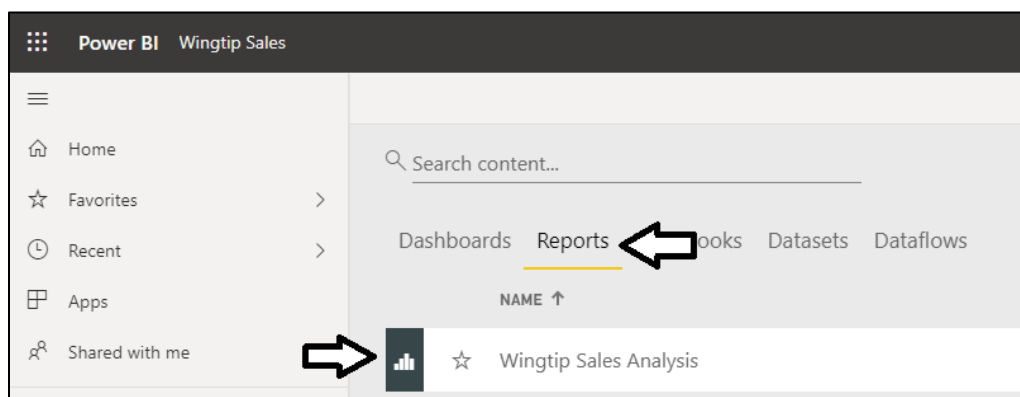 Power BI Wingtip Sales
Home
Favorites
Recent
Apps
Shared with me
Search content...
Dashboards Reports ooks Datasets Dataflows
NAME ↑
Wingtip Sales Analysis